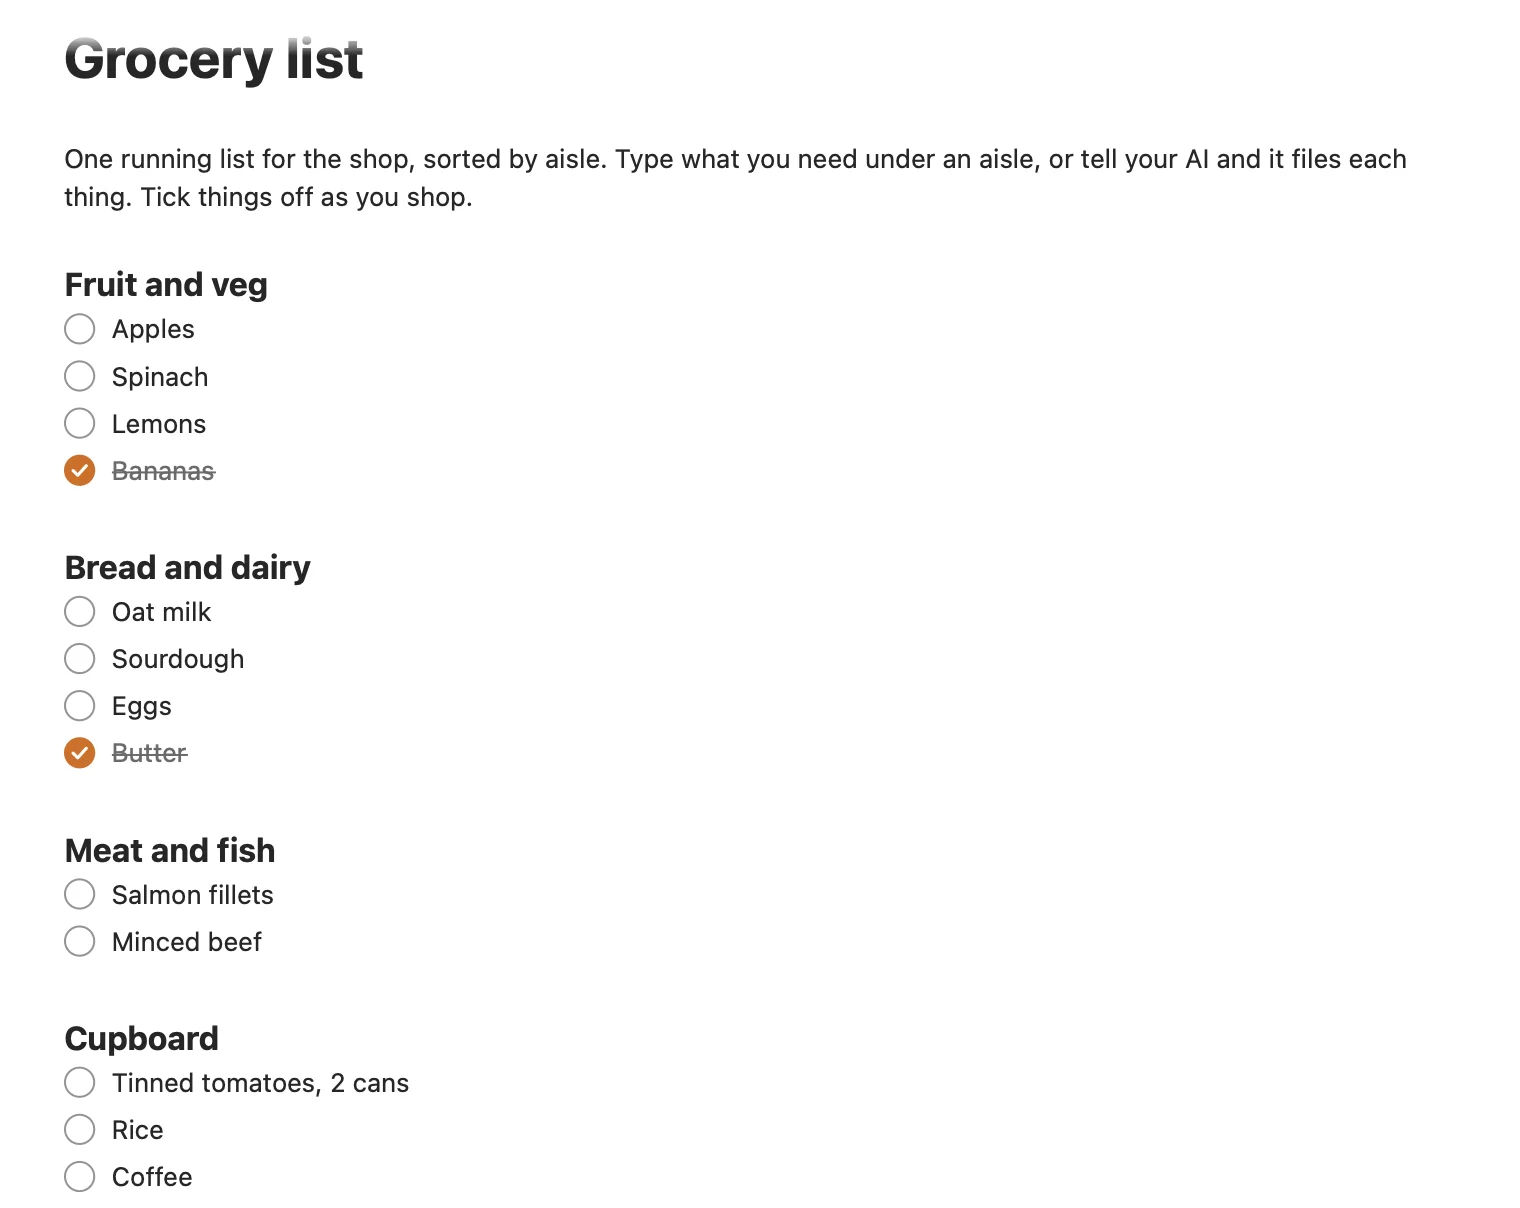 Grocery list
One running list for the shop, sorted by aisle. Type what you need under an aisle, or tell your AI and it files each
thing. Tick things off as you shop.
Fruit and veg
Apples
Spinach
Lemons
Bananas
Bread and dairy
Oat milk
Sourdough
Eggs
Butter
Meat and fish
Salmon fillets
Minced beef
Cupboard
Tinned tomatoes, 2 cans
Rice
Coffee